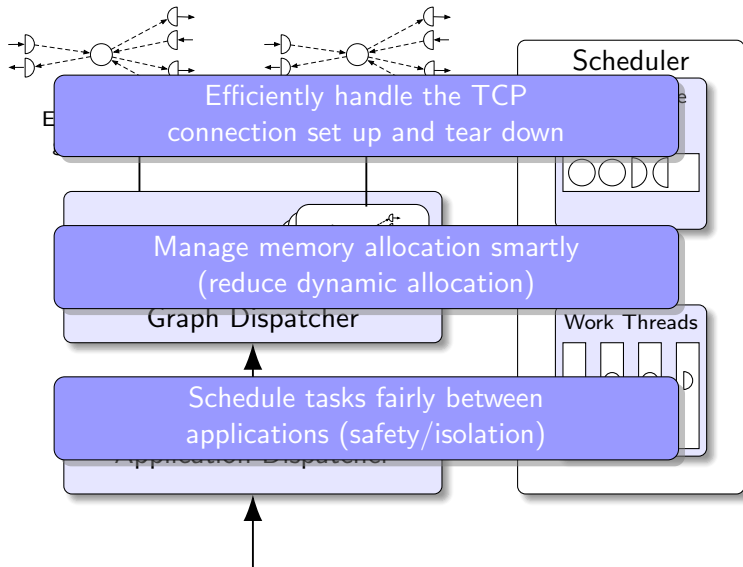 Scheduler
Efficiently handle the TCP
connection set up and tear down
Manage memory allocation smartly
(reduce dynamic allocation)
Graph Dispatcher
Work Threads
Schedule tasks fairly between
applications (safety/isolation)
Application Dispatcher